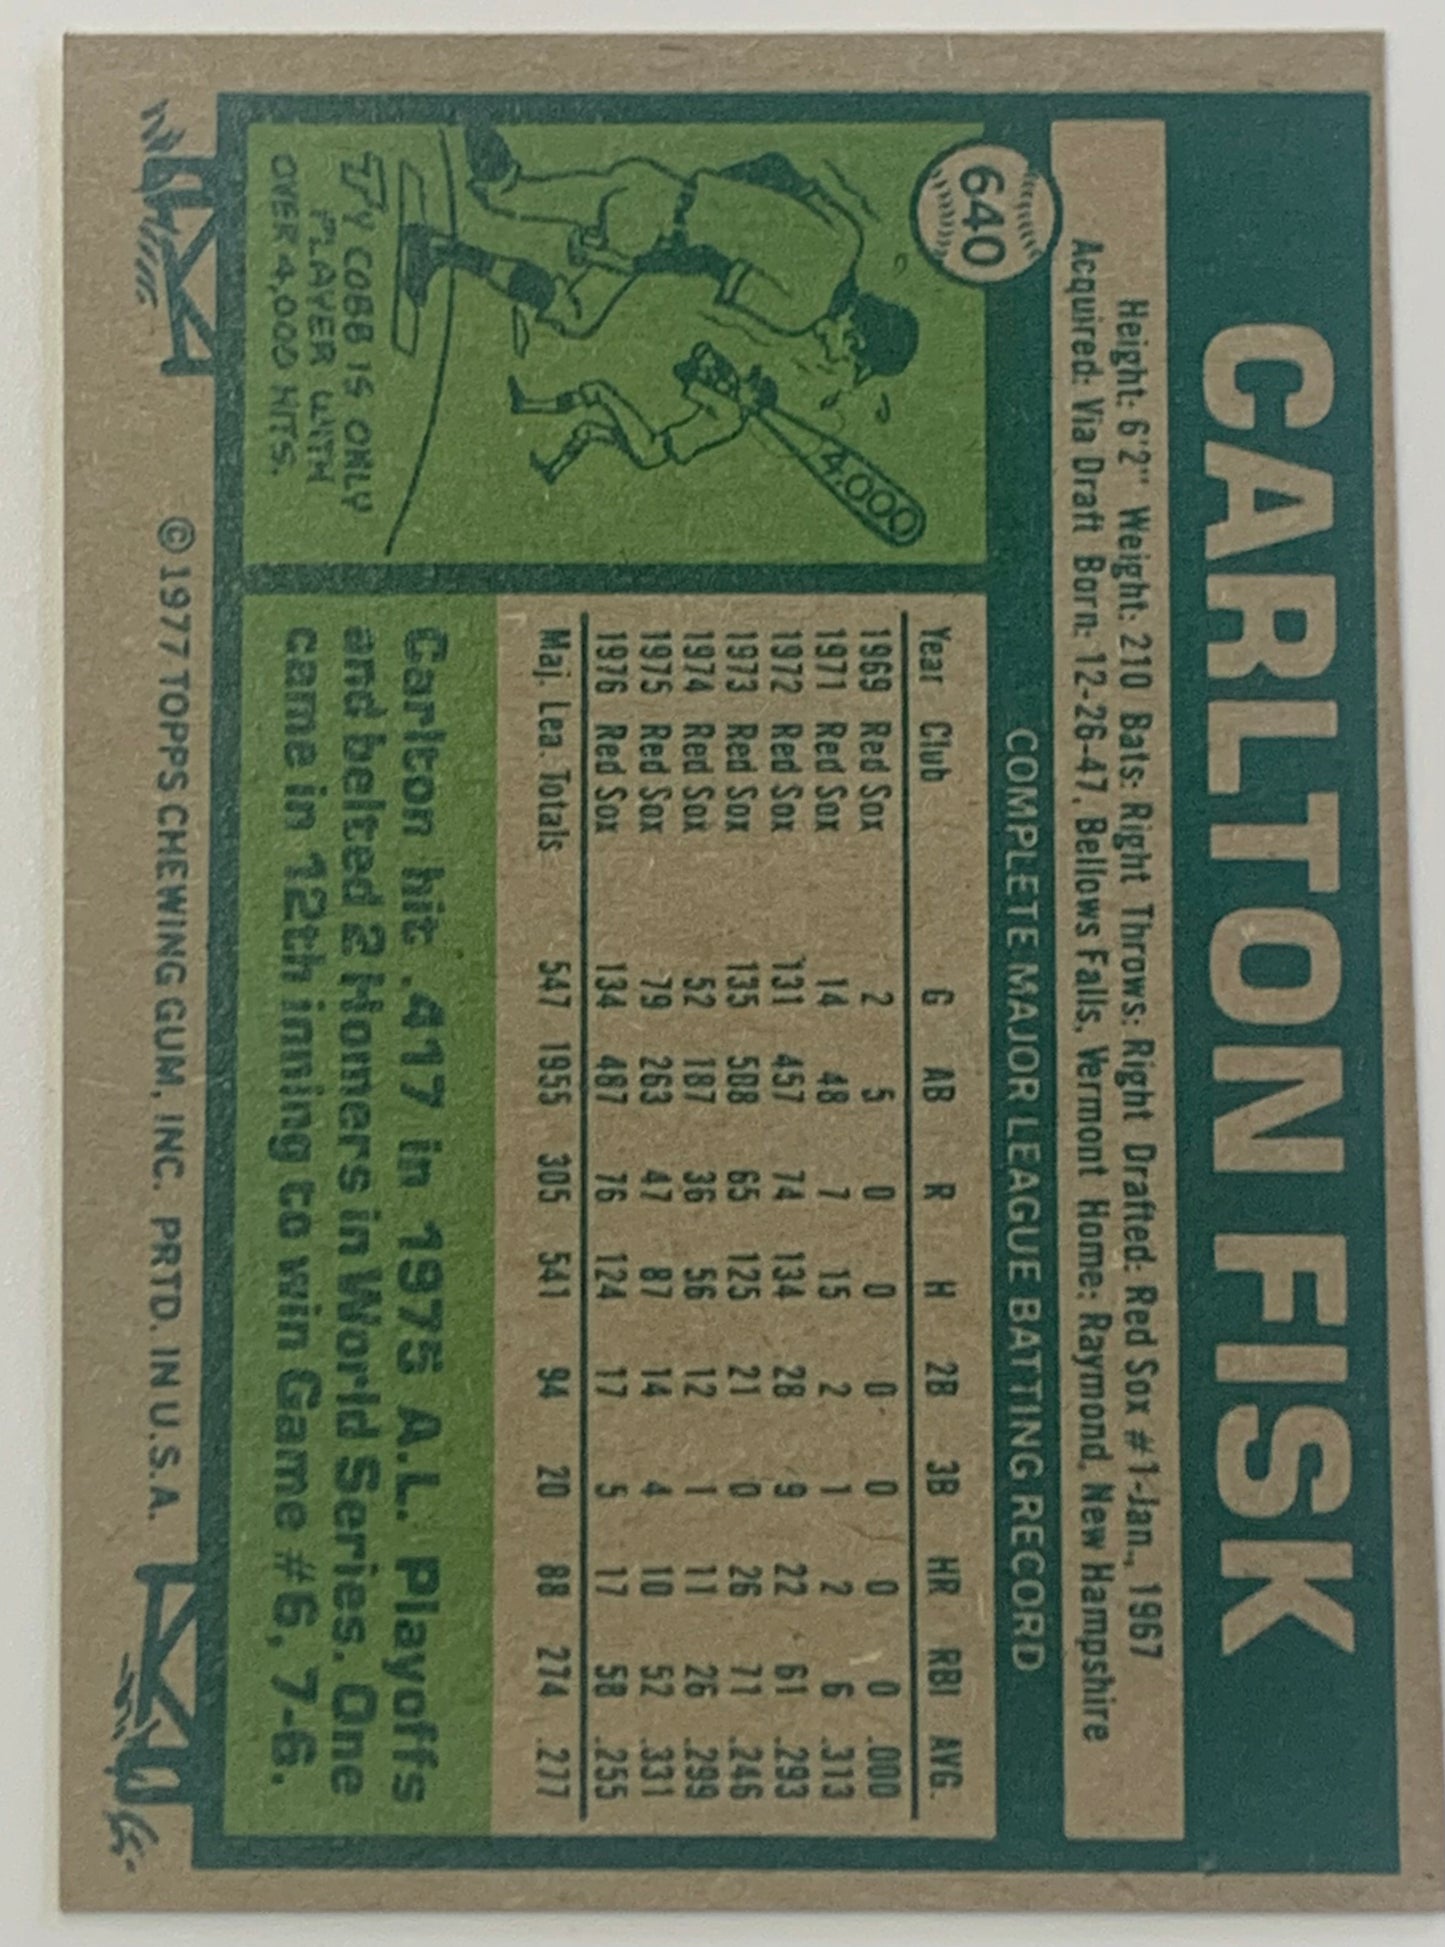 640
CARLTON FISK
Height: 6'2" Weight: 210 Bats: Right Throws: Right Drafted: Red Sox #1-Jan., 1967
Acquired: Via Draft Born: 12-26-47, Bellows Falls, Vermont Home: Raymond, New Hampshire
COMPLETE MAJOR LEAGUE BATTING RECORD
Year Club G AB R H 2B 3B HR RBI AVG.
1969 Red Sox 2 5 0 0 0 0 0 0 .000
1971 Red Sox 14 48 7 15 2 1 2 6 .313
1972 Red Sox 131 457 74 134 28 9 22 61 .293
1973 Red Sox 135 508 65 125 21 0 26 71 .246
1974 Red Sox 52 187 36 56 12 1 11 26 .299
1975 Red Sox 79 263 47 87 14 4 10 52 .331
1976 Red Sox 134 487 76 124 17 5 17 58 .255
Maj. Lea. Totals 547 1955 305 541 94 20 88 274 .277
4,000
TY COBB IS ONLY
PLAYER WITH
OVER 4,000 HITS.
Carlton hit .417 in 1975 A.L. Playoffs
and belted 2 Homers in World Series. One
came in 12th inning to win Game #6, 7-6.
© 1977 TOPPS CHEWING GUM, INC. PRTD. IN U.S.A.